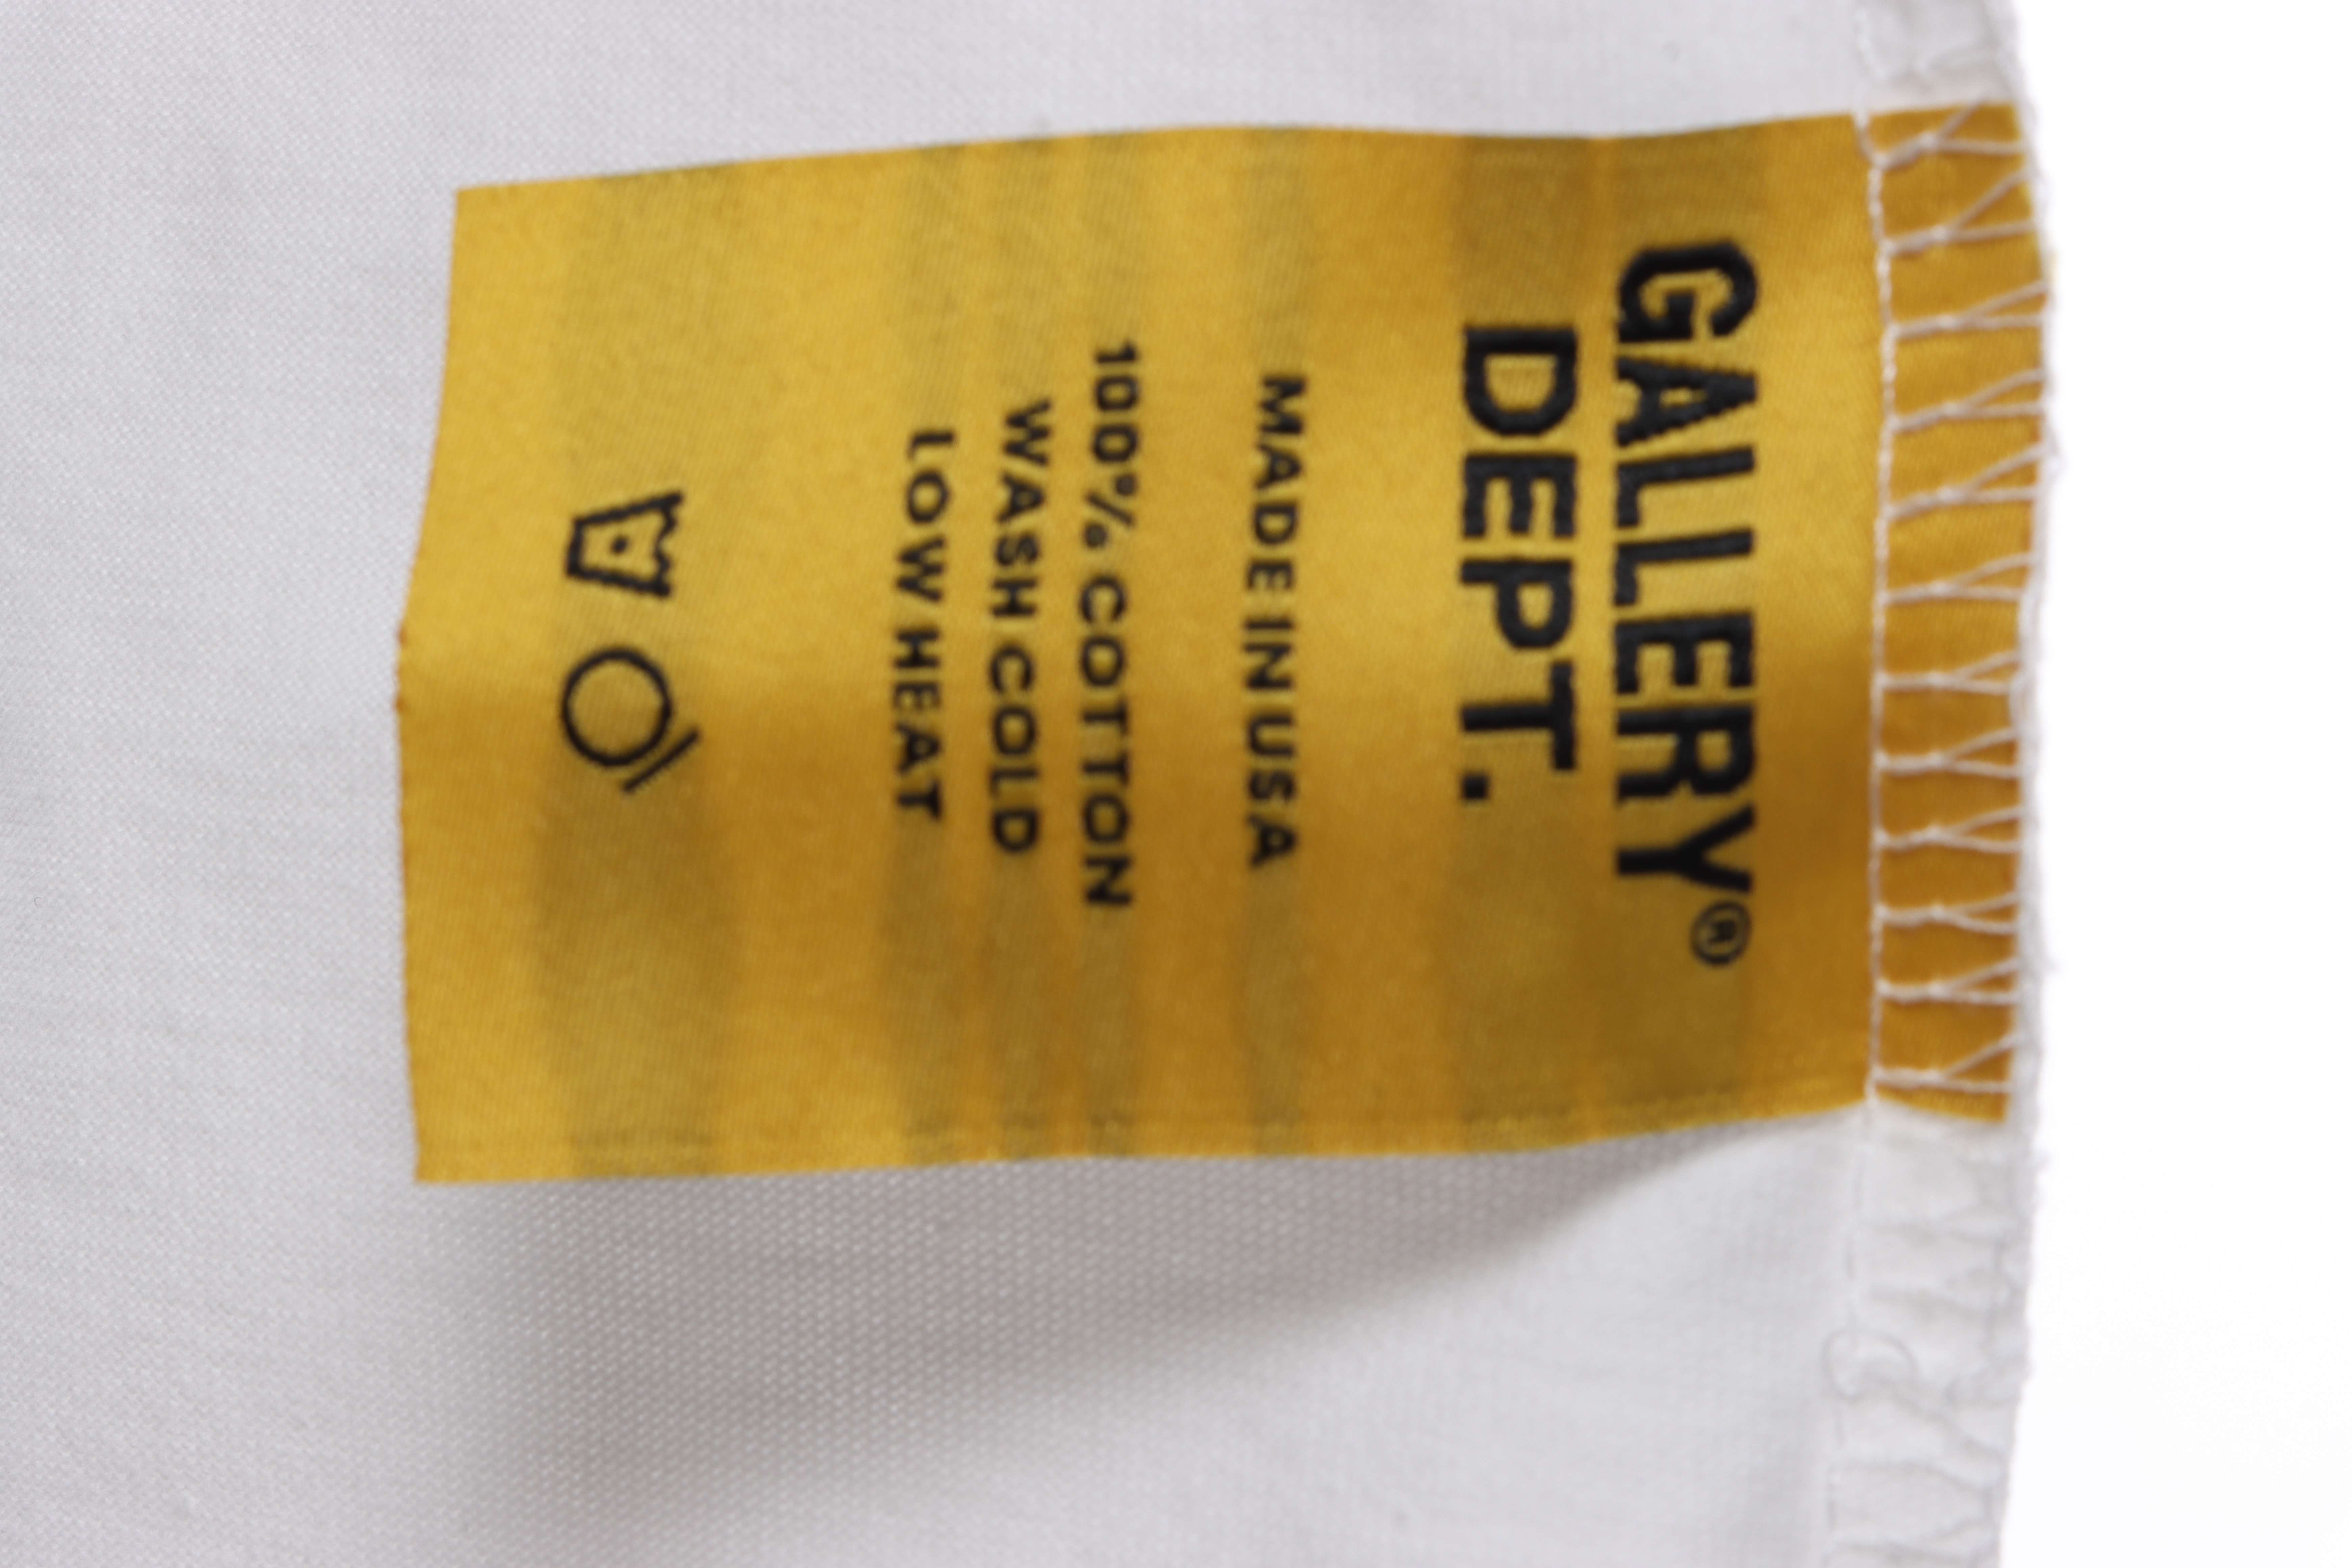 GALLERY®
DEPT.
MADE IN USA
100% COTTON
WASH COLD
LOW HEAT